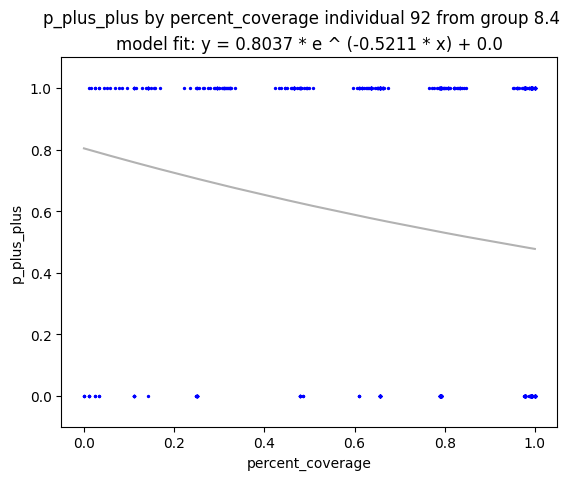 p_plus_plus by percent_coverage individual 92 from group 8.4
model fit: y = 0.8037 * e ^ (-0.5211 * x) + 0.0
1.0
0.8
0.6
0.4
0.2
0.0
p_plus_plus
0.0 0.2 0.4 0.6 0.8 1.0
percent_coverage